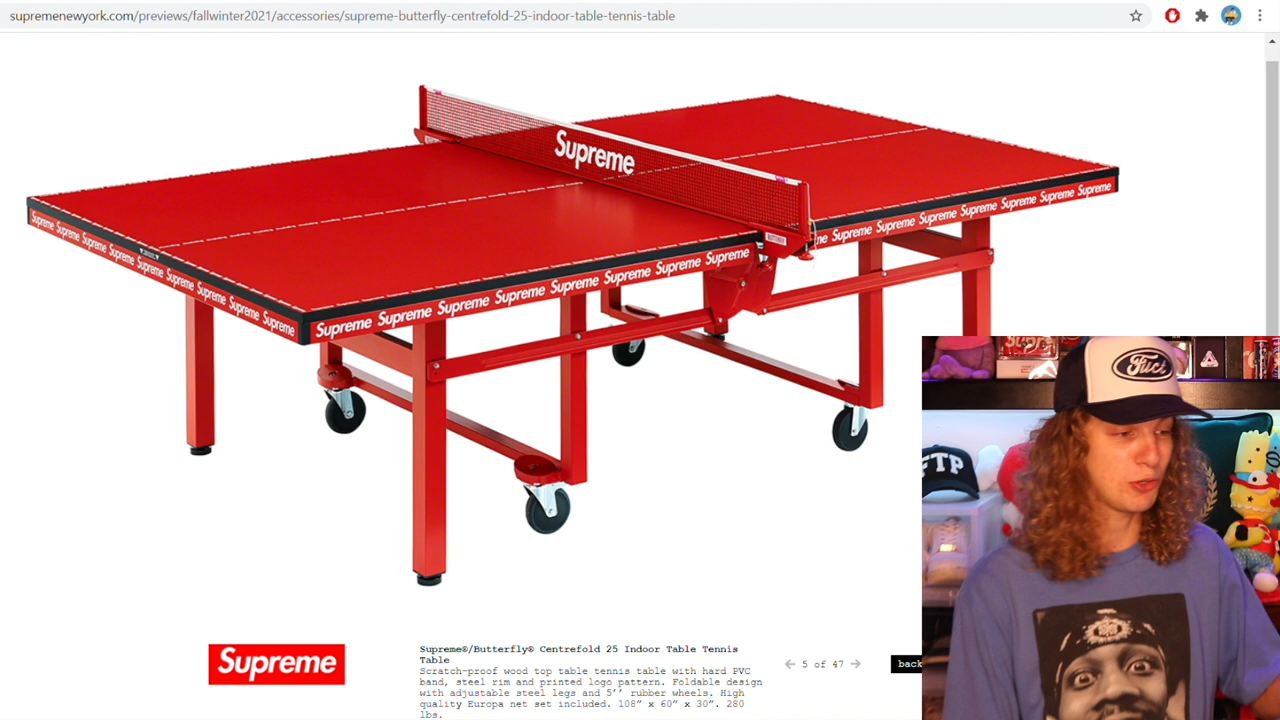 supremenewyork.com/previews/fallwinter2021/accessories/supreme-butterfly-centrefold-25-indoor-table-tennis-table
Supreme
Supreme Supreme Supreme Supreme Supreme Supreme Supreme Supreme Supreme Supreme
Supreme Supreme Supreme Supreme Supreme Supreme Supreme
Supreme Supreme Supreme Supreme Supreme Supreme Supreme
Fuct
FTP
Supreme
Supreme®/Butterfly® Centrefold 25 Indoor Table Tennis
Table
Scratch-proof wood top table tennis table with hard PVC
band, steel rim and printed logo pattern. Foldable design
with adjustable steel legs and 5’’ rubber wheels. High
quality Europa net set included. 108” x 60” x 30”. 280
lbs.
5 of 47
back